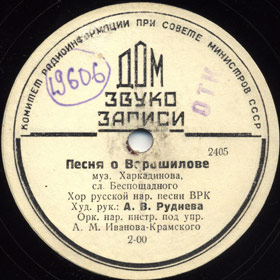 КОМИТЕТ РАДИОИНФОРМАЦИИ ПРИ СОВЕТЕ МИНИСТРОВ СССР
19606
ОТК
ДОМ
ЗВУКО
ЗАПИСИ
2405
Песня о Ворошилове
муз. Харкадинова,
сл. Беспощадного
Хор русской нар. песни ВРК
Худ. рук.: А. В. Руднева
Орк. нар. инстр. под упр.
А. М. Иванова-Крамского
2-00